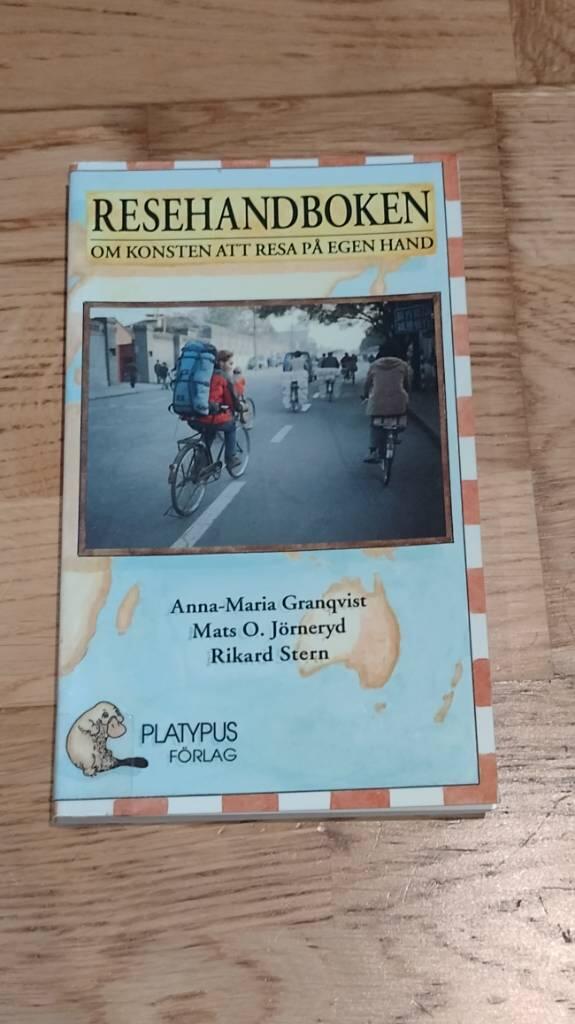 RESEHANDBOKEN
OM KONSTEN ATT RESA PÅ EGEN HAND
Anna-Maria Granqvist
Mats O. Jörneryd
Rikard Stern
PLATYPUS
FÖRLAG